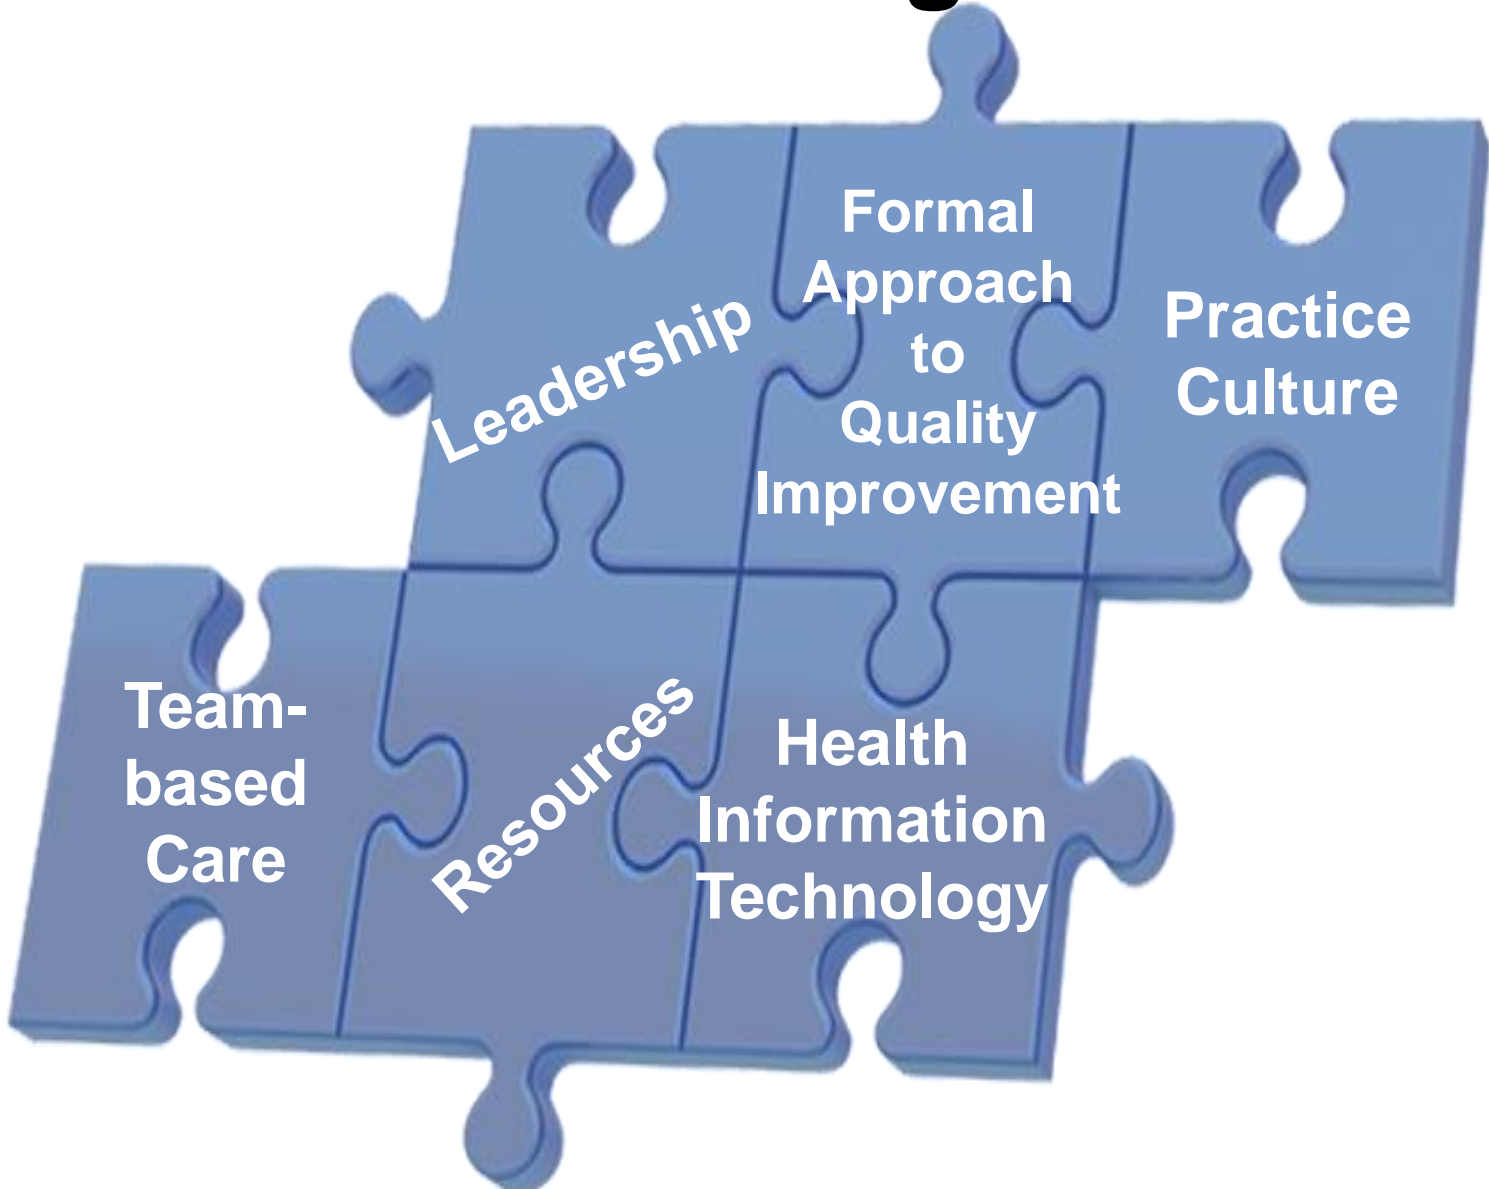 Leadership
Formal
Approach
to
Quality
Improvement
Practice
Culture
Team-
based
Care
Resources
Health
Information
Technology